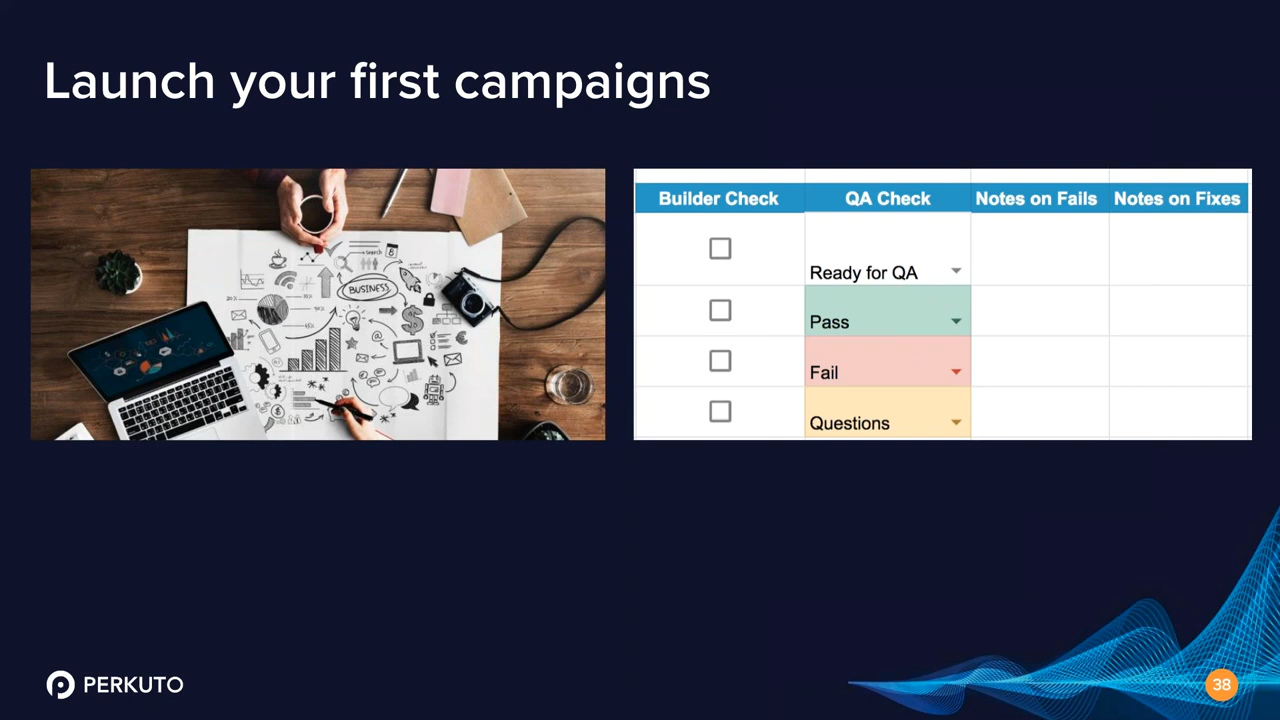 Launch your first campaigns
search
BUSINESS
Builder Check
QA Check
Notes on Fails
Notes on Fixes
Ready for QA
Pass
Fail
Questions
PERKUTO
38